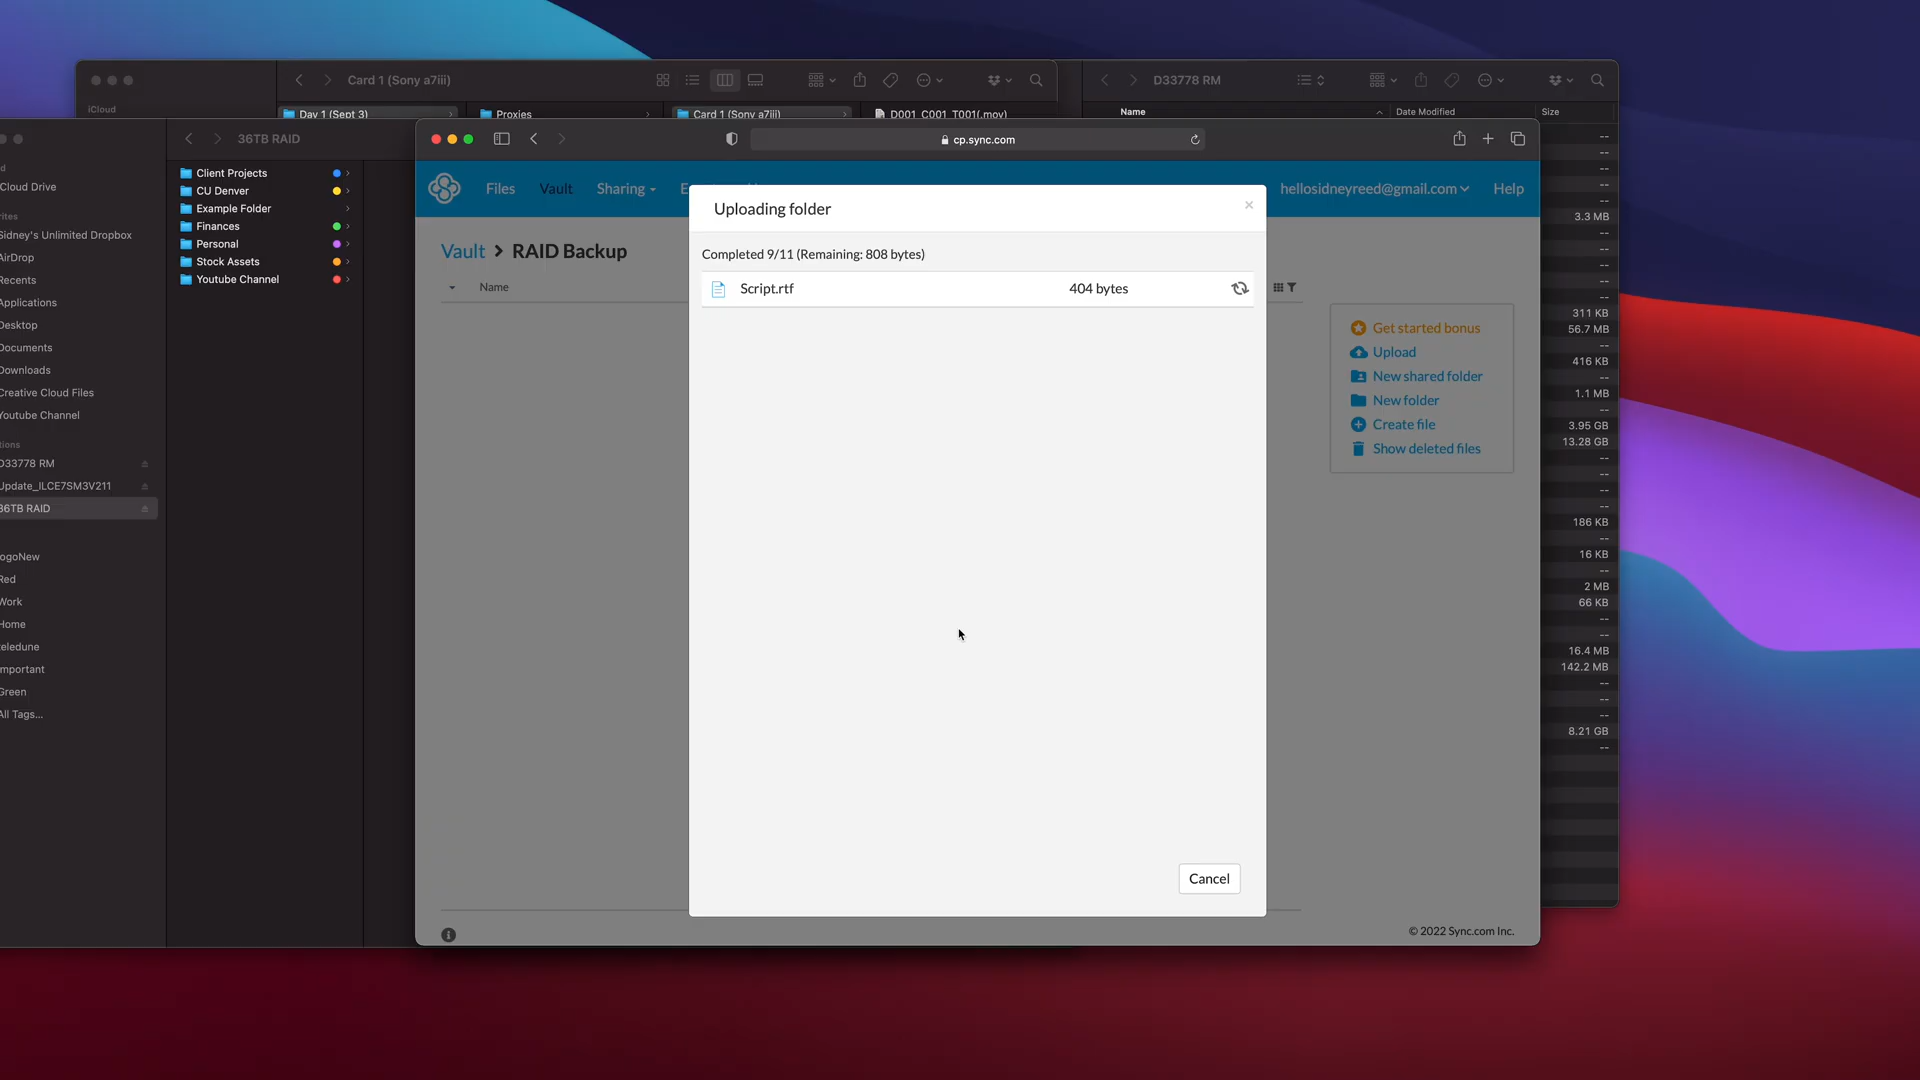 Card 1 (Sony a7iii)
D33778 RM
iCloud
Day 1 (Sept 3)
Proxies
Card 1 (Sony a7iii)
D001_C001_T001(.mov)
Name
Date Modified
Size
36TB RAID
cp.sync.com
Cloud Drive
Sidney's Unlimited Dropbox
AirDrop
Recents
Applications
Desktop
Documents
Downloads
Creative Cloud Files
Youtube Channel
D33778 RM
Update_ILCE7SM3V211
36TB RAID
ogoNew
Red
Work
Home
eledune
mportant
Green
All Tags...
Client Projects
CU Denver
Example Folder
Finances
Personal
Stock Assets
Youtube Channel
Files
Vault
Sharing
hellosidneyreed@gmail.com
Help
Vault > RAID Backup
Name
Uploading folder
×
Completed 9/11 (Remaining: 808 bytes)
Script.rtf
404 bytes
Cancel
Get started bonus
Upload
New shared folder
New folder
Create file
Show deleted files
© 2022 Sync.com Inc.
--
--
--
--
--
3.3 MB
--
--
--
--
--
311 KB
56.7 MB
--
416 KB
--
1.1 MB
--
3.95 GB
13.28 GB
--
--
--
--
186 KB
--
16 KB
--
2 MB
66 KB
--
--
16.4 MB
142.2 MB
--
--
--
8.21 GB
--